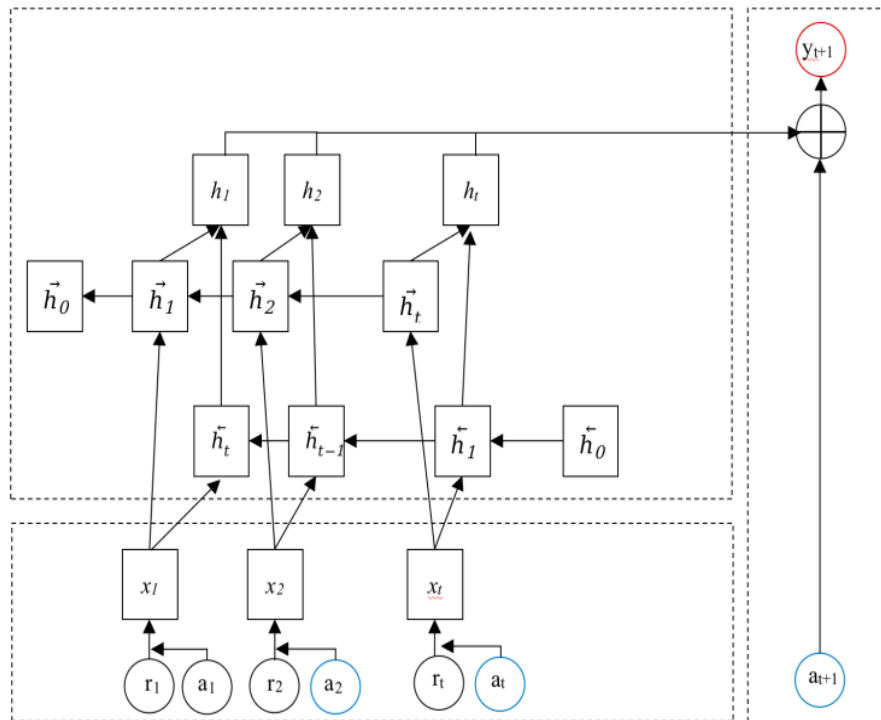 yₜ₊₁
h₁ h₂ hₜ
h⃗₀ h⃗₁ h⃗₂ h⃗ₜ
h⃖ₜ h⃖ₜ₋₁ h⃖₁ h⃖₀
x₁ x₂ xₜ
r₁ a₁ r₂ a₂ rₜ aₜ aₜ₊₁